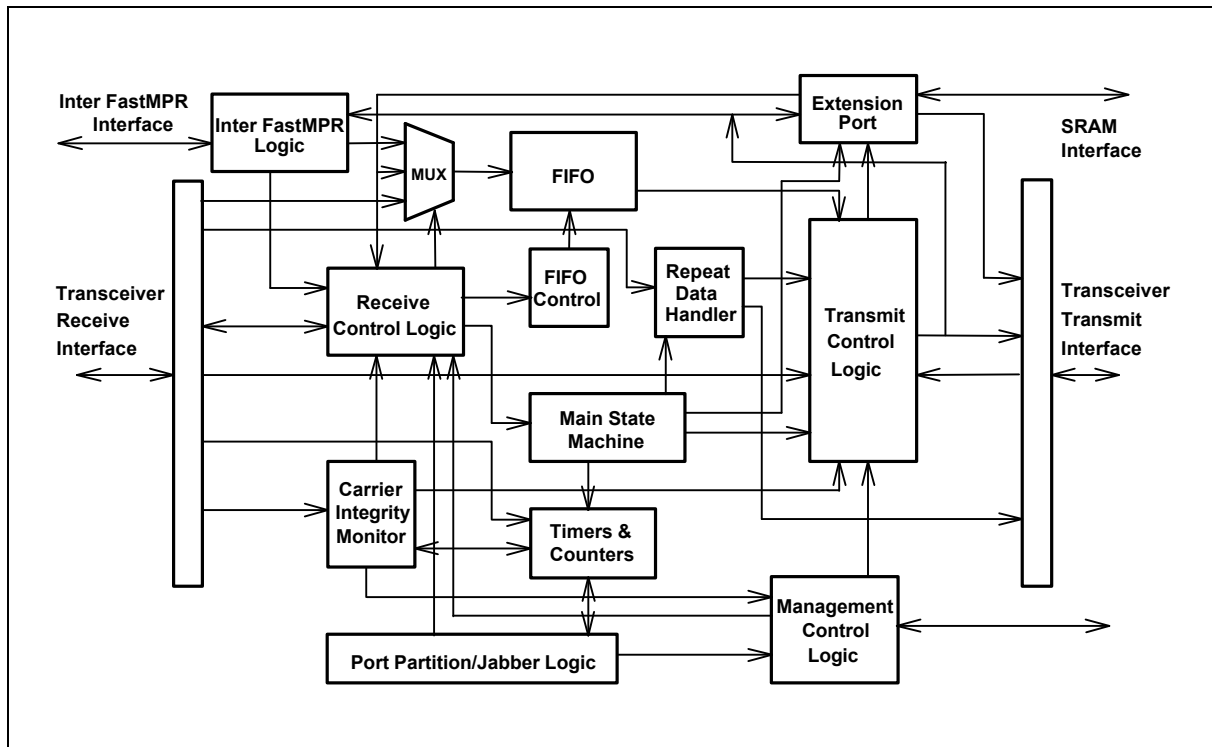 Inter FastMPR
Interface
Inter FastMPR
Logic
MUX
FIFO
Extension
Port
SRAM
Interface
FIFO
Control
Repeat
Data
Handler
Receive
Control Logic
Transceiver
Receive
Interface
Transmit
Control
Logic
Transceiver
Transmit
Interface
Main State
Machine
Carrier
Integrity
Monitor
Timers &
Counters
Management
Control
Logic
Port Partition/Jabber Logic